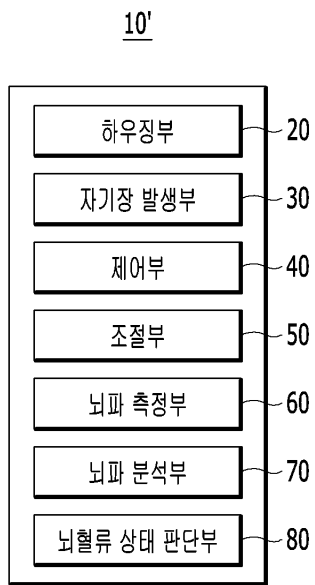 10'
하우징부 20
자기장 발생부 30
제어부 40
조절부 50
뇌파 측정부 60
뇌파 분석부 70
뇌혈류 상태 판단부 80